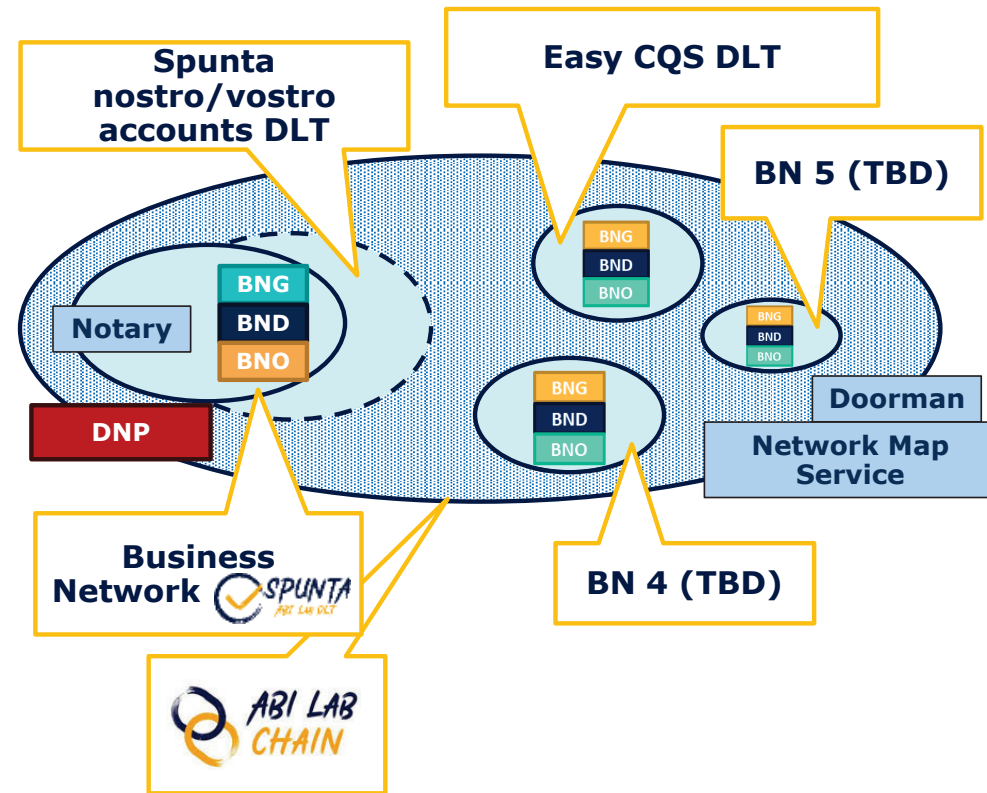 Spunta
nostro/vostro
accounts DLT
Easy CQS DLT
BN 5 (TBD)
BNG
BND
BNO
BNG
BND
BNO
Notary
BNG
BND
BNO
BNG
BND
BNO
DNP
Doorman
Network Map
Service
Business
Network
SPUNTA
ABI LAB DLT
BN 4 (TBD)
ABI LAB
CHAIN